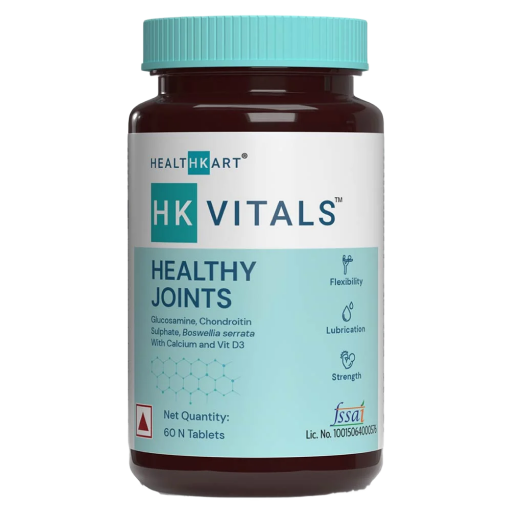 HEALTHKART®
HK VITALS™
HEALTHY
JOINTS
Glucosamine, Chondroitin
Sulphate, Boswellia serrata
With Calcium and Vit D3
Flexibility
Lubrication
Strength
Net Quantity:
60 N Tablets
fssai
Lic. No. 10015064000576